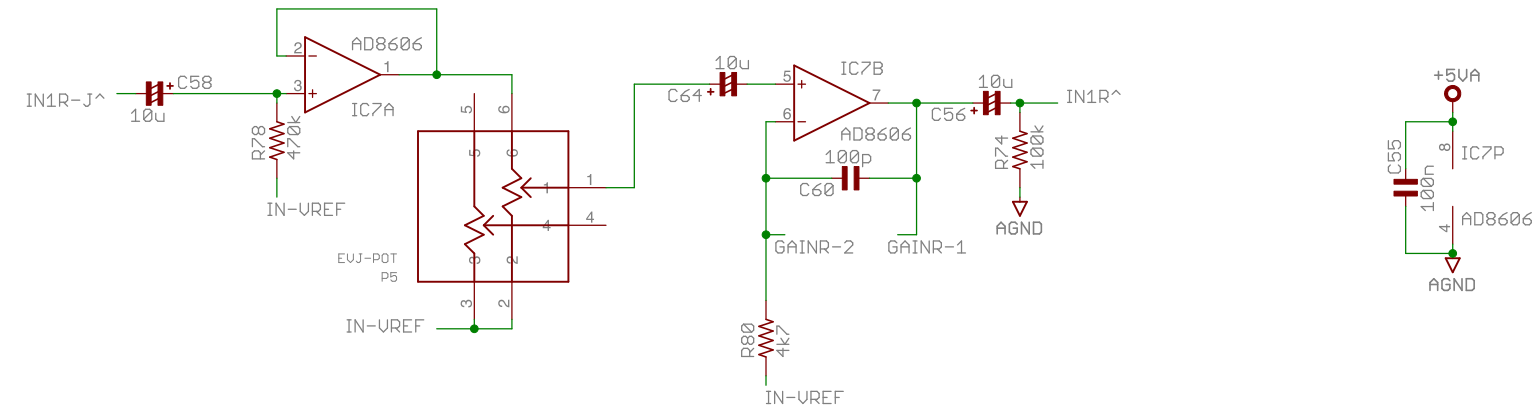 IN1R-J^
+
C58
10u
R78
470k
IN-VREF
2
3
-
+
1
AD8606
IC7A
5
6
5
6
1
1
4
4
3
2
3
2
EVJ-POT
P5
IN-VREF
10u
C64
+
5
6
+
-
7
IC7B
AD8606
100p
C60
GAINR-2
GAINR-1
R80
4k7
IN-VREF
10u
C56
+
IN1R^
R74
100k
AGND
+5VA
C55
100n
8
IC7P
4
AD8606
AGND